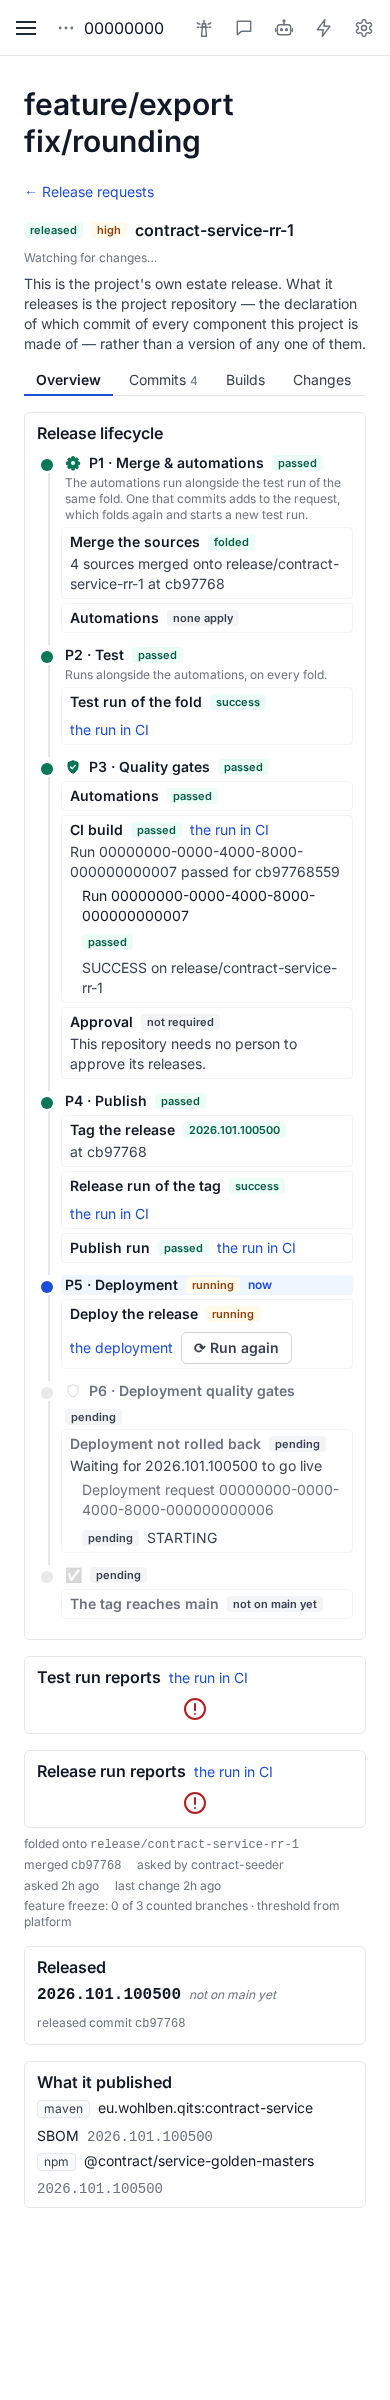 00000000
feature/export
fix/rounding
← Release requests
released high contract-service-rr-1
Watching for changes...
This is the project's own estate release. What it
releases is the project repository — the declaration
of which commit of every component this project is
made of — rather than a version of any one of them.
Overview Commits 4 Builds Changes
Release lifecycle
P1 · Merge & automations passed
The automations run alongside the test run of the
same fold. One that commits adds to the request,
which folds again and starts a new test run.
Merge the sources folded
4 sources merged onto release/contract-
service-rr-1 at cb97768
Automations none apply
P2 · Test passed
Runs alongside the automations, on every fold.
Test run of the fold success
the run in CI
P3 · Quality gates passed
Automations passed
CI build passed the run in CI
Run 00000000-0000-4000-8000-
000000000007 passed for cb97768559
Run 00000000-0000-4000-8000-
000000000007
passed
SUCCESS on release/contract-service-
rr-1
Approval not required
This repository needs no person to
approve its releases.
P4 · Publish passed
Tag the release 2026.101.100500
at cb97768
Release run of the tag success
the run in CI
Publish run passed the run in CI
P5 · Deployment running now
Deploy the release running
the deployment ⟳ Run again
P6 · Deployment quality gates
pending
Deployment not rolled back pending
Waiting for 2026.101.100500 to go live
Deployment request 00000000-0000-
4000-8000-000000000006
pending STARTING
pending
The tag reaches main not on main yet
Test run reports the run in CI
Release run reports the run in CI
folded onto release/contract-service-rr-1
merged cb97768 asked by contract-seeder
asked 2h ago last change 2h ago
feature freeze: 0 of 3 counted branches · threshold from
platform
Released
2026.101.100500 not on main yet
released commit cb97768
What it published
maven eu.wohlben.qits:contract-service
SBOM 2026.101.100500
npm @contract/service-golden-masters
2026.101.100500